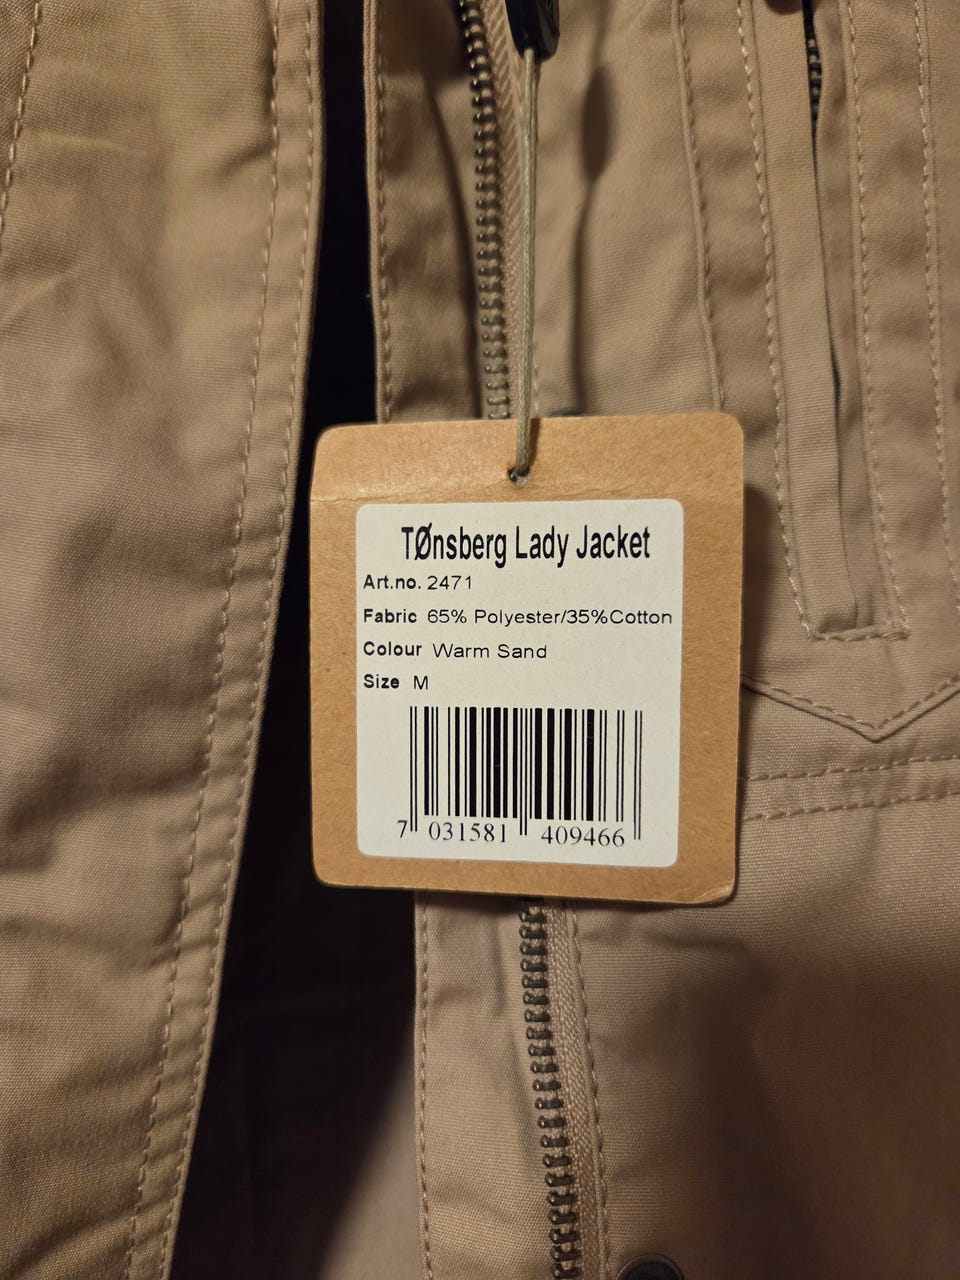 TØnsberg Lady Jacket
Art.no. 2471
Fabric 65% Polyester/35%Cotton
Colour Warm Sand
Size M
7 031581 409466